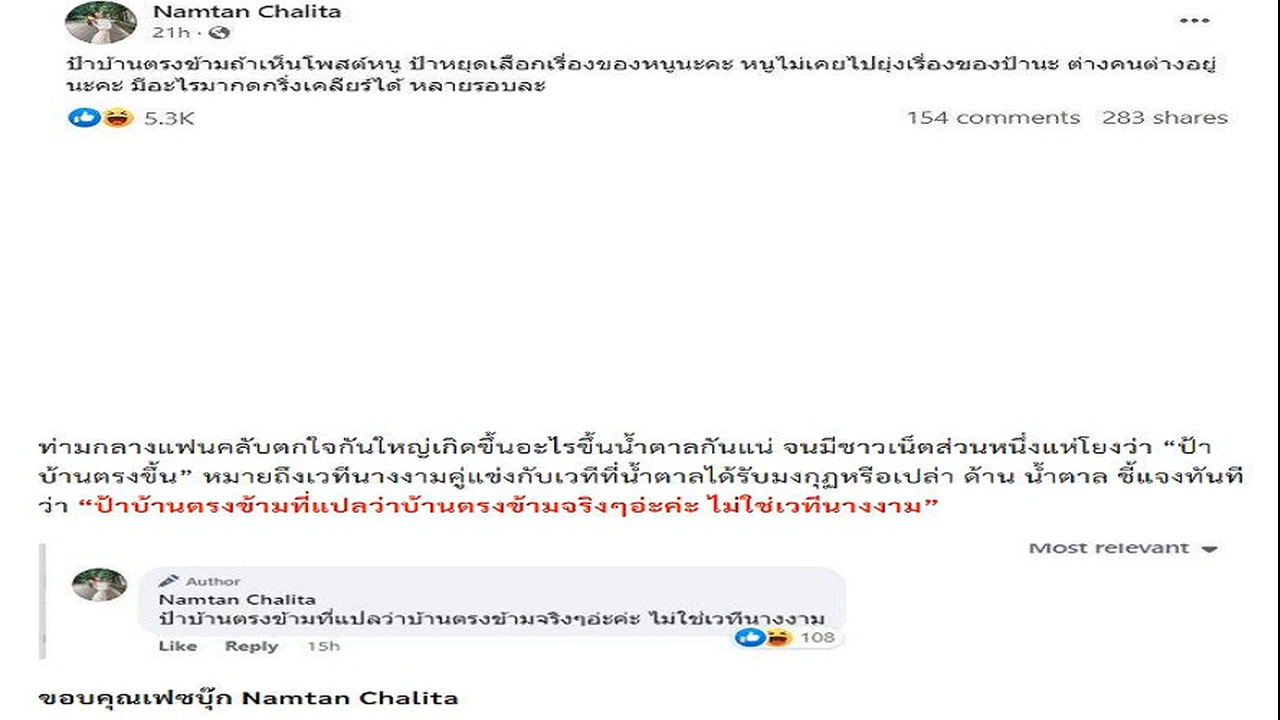 Namtan Chalita
21h ·
ป้าบ้านตรงข้ามถ้าเห็นโพสต์หนู ป้าหยุดเสือกเรื่องของหนูนะคะ หนูไม่เคยไปยุ่งเรื่องของป้านะ ต่างคนต่างอยู่
นะคะ มีอะไรมากดกริ่งเคลียร์ได้ หลายรอบละ
5.3K 154 comments 283 shares
ท่ามกลางแฟนคลับตกใจกันใหญ่เกิดขึ้นอะไรขึ้นน้ำตาลกันแน่ จนมีชาวเน็ตส่วนหนึ่งแห่โยงว่า “ป้า
บ้านตรงขึ้น” หมายถึงเวทีนางงามคู่แข่งกับเวทีที่น้ำตาลได้รับมงกุฎหรือเปล่า ด้าน น้ำตาล ชี้แจงทันที
ว่า “ป้าบ้านตรงข้ามที่แปลว่าบ้านตรงข้ามจริงๆอ่ะค่ะ ไม่ใช่เวทีนางงาม”
Most relevant
Author
Namtan Chalita
ป้าบ้านตรงข้ามที่แปลว่าบ้านตรงข้ามจริงๆอ่ะค่ะ ไม่ใช่เวทีนางงาม
108
Like Reply 15h
ขอบคุณเฟซบุ๊ก Namtan Chalita